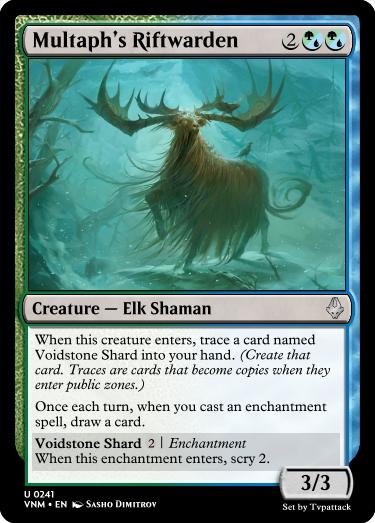 Multaph's Riftwarden 2
Creature — Elk Shaman
When this creature enters, trace a card named
Voidstone Shard into your hand. (Create that
card. Traces are cards that become copies when they
enter public zones.)
Once each turn, when you cast an enchantment
spell, draw a card.
Voidstone Shard 2 | Enchantment
When this enchantment enters, scry 2.
3/3
U 0241
VNM • EN Sasho Dimitrov
Set by Tvpattack